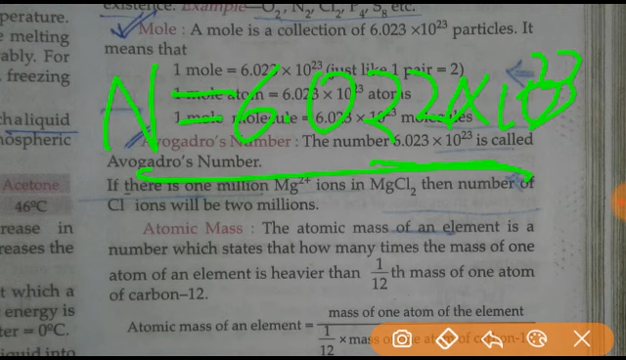 perature.
e melting
ably. For
freezing
cha liquid
nospheric
Acetone
46°C
rease in
reases the
t which a
energy is
ter = 0°C.
iquid into
existence. Example—O₂, N₂, Cl₂, P₄, S₈ etc.
Mole : A mole is a collection of 6.023 ×10²³ particles. It
means that
1 mole = 6.023 × 10²³ (just like 1 pair = 2)
1 mole atom = 6.023 × 10²³ atoms
1 mole molecule = 6.023 × 10²³ molecules
N=6.022×10²³
Avogadro's Number : The number 6.023 × 10²³ is called
Avogadro's Number.
If there is one million Mg²⁺ ions in MgCl₂ then number of
Cl⁻ ions will be two millions.
Atomic Mass : The atomic mass of an element is a
number which states that how many times the mass of one
atom of an element is heavier than 1/12 th mass of one atom
of carbon–12.
Atomic mass of an element = mass of one atom of the element
1/12 × mass of one atom of carbon-1